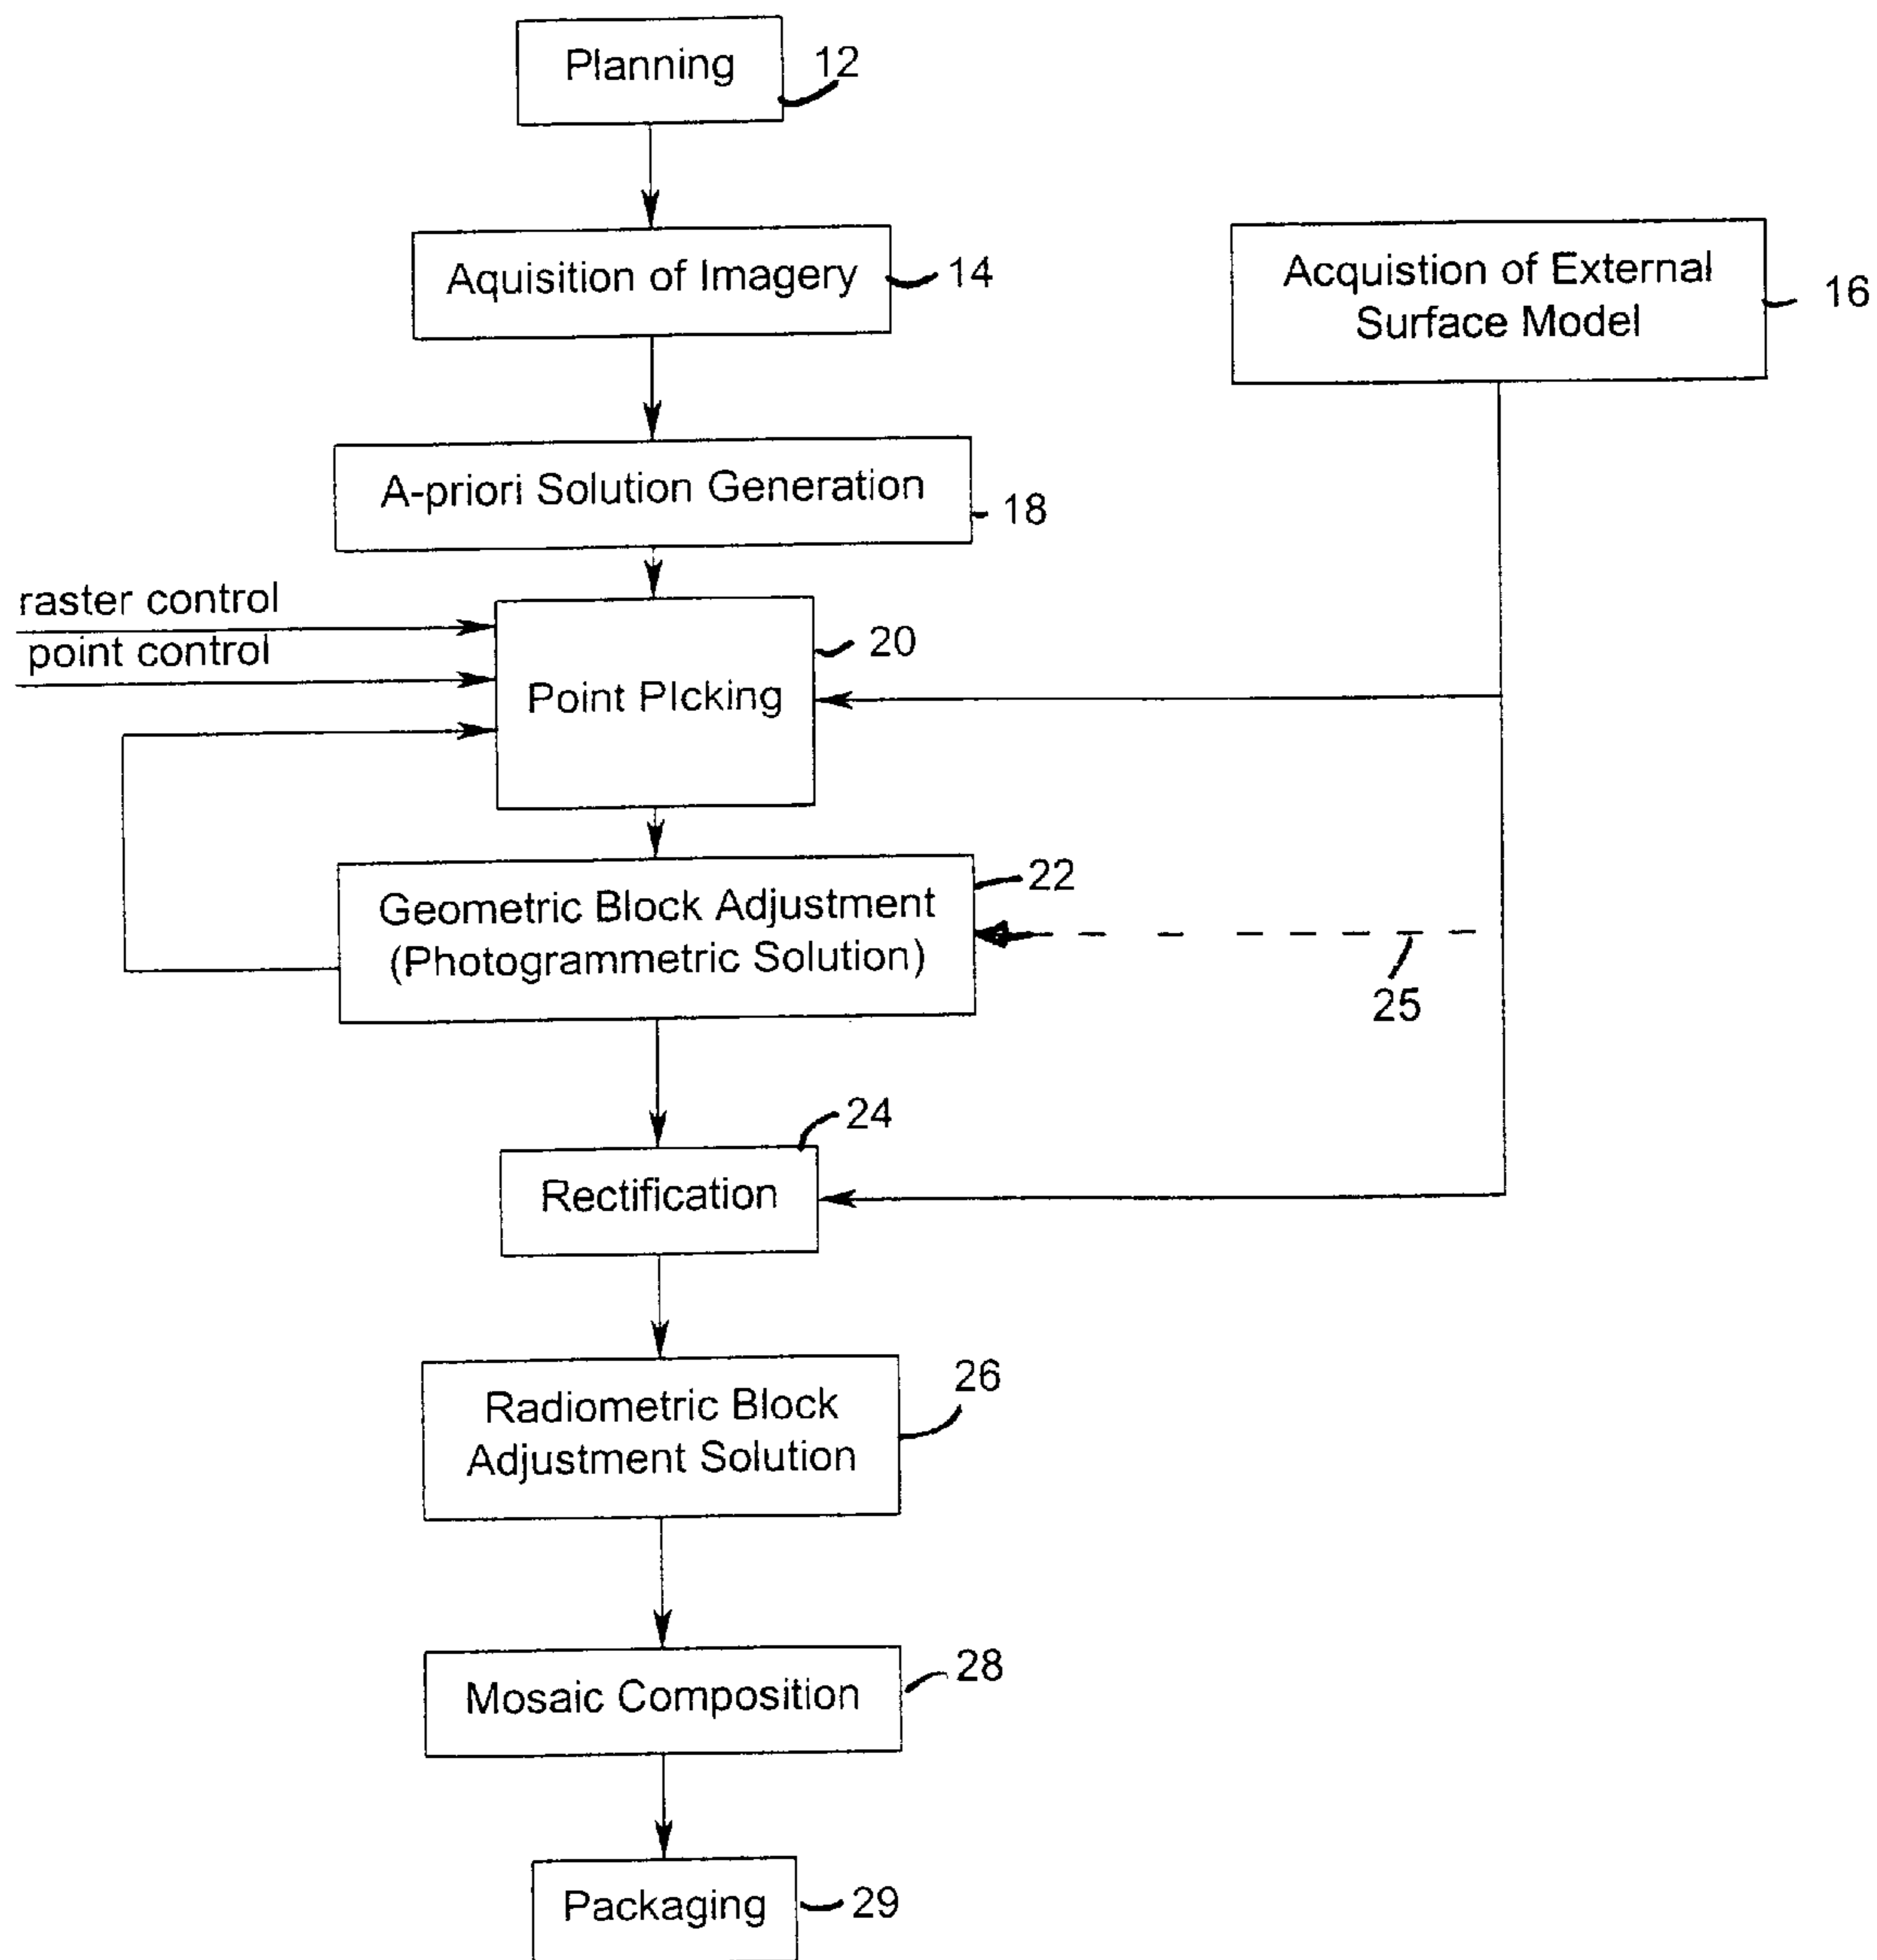 Planning
12
Aquisition of Imagery
14
Acquistion of External
Surface Model
16
A-priori Solution Generation
18
raster control
point control
Point PIcking
20
Geometric Block Adjustment
(Photogrammetric Solution)
22
25
Rectification
24
Radiometric Block
Adjustment Solution
26
Mosaic Composition
28
Packaging
29